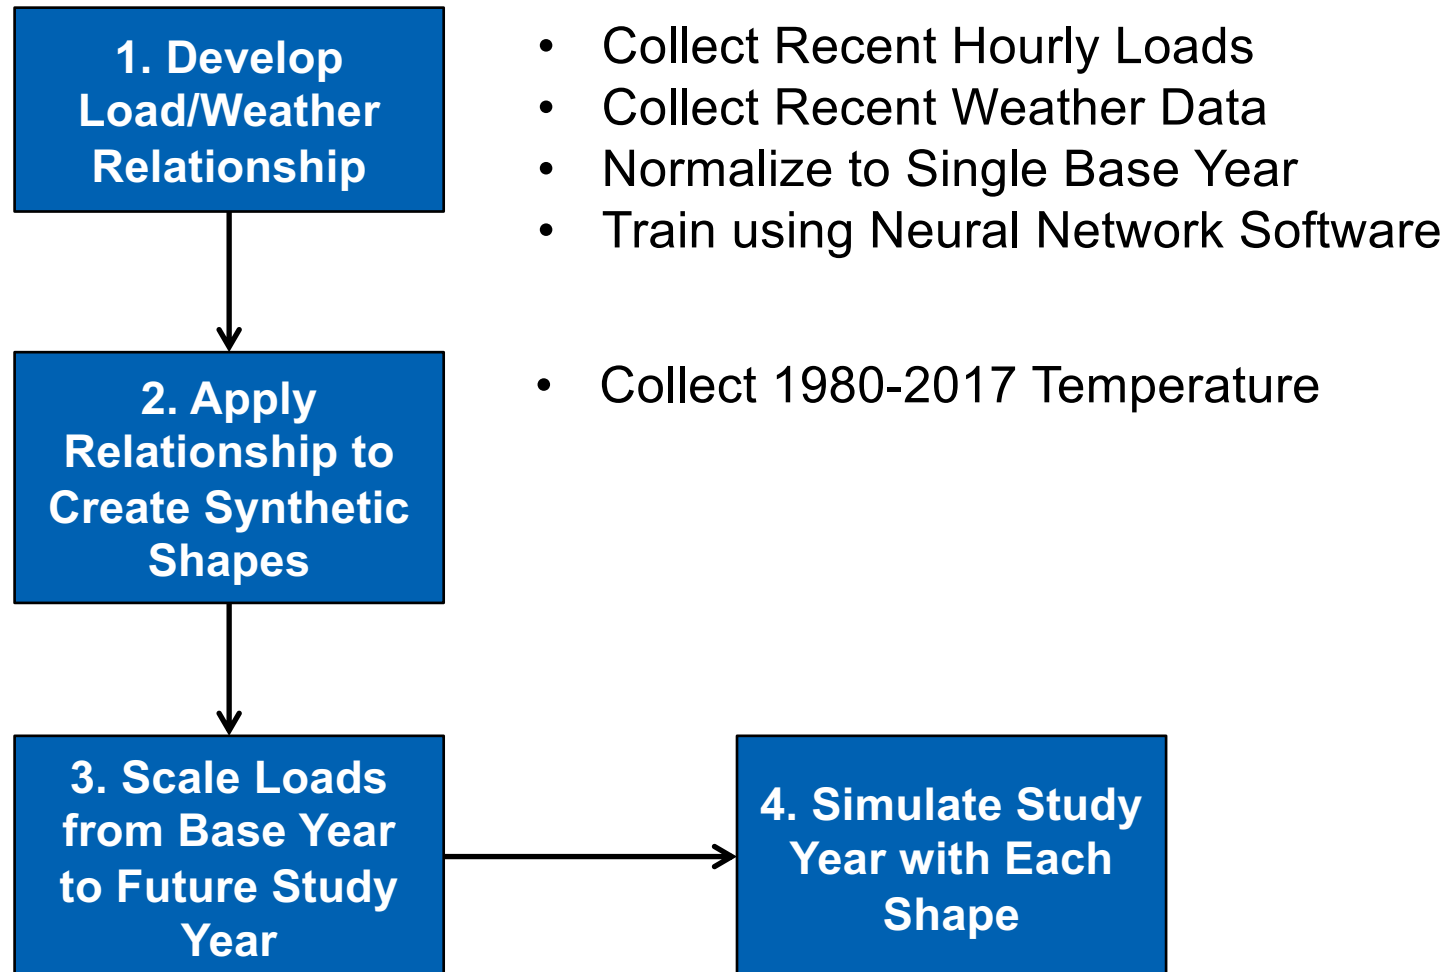 1. Develop
Load/Weather
Relationship
• Collect Recent Hourly Loads
• Collect Recent Weather Data
• Normalize to Single Base Year
• Train using Neural Network Software
2. Apply
Relationship to
Create Synthetic
Shapes
• Collect 1980-2017 Temperature
3. Scale Loads
from Base Year
to Future Study
Year
4. Simulate Study
Year with Each
Shape